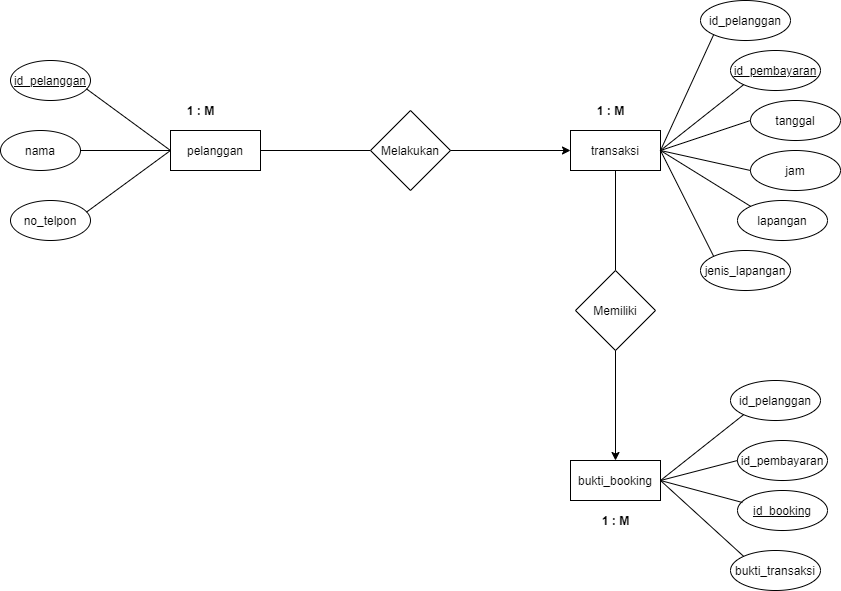 id_pelanggan
id_pelanggan
id_pembayaran
1 : M
1 : M
tanggal
nama
pelanggan
Melakukan
transaksi
jam
no_telpon
lapangan
jenis_lapangan
Memiliki
id_pelanggan
id_pembayaran
bukti_booking
id_booking
1 : M
bukti_transaksi